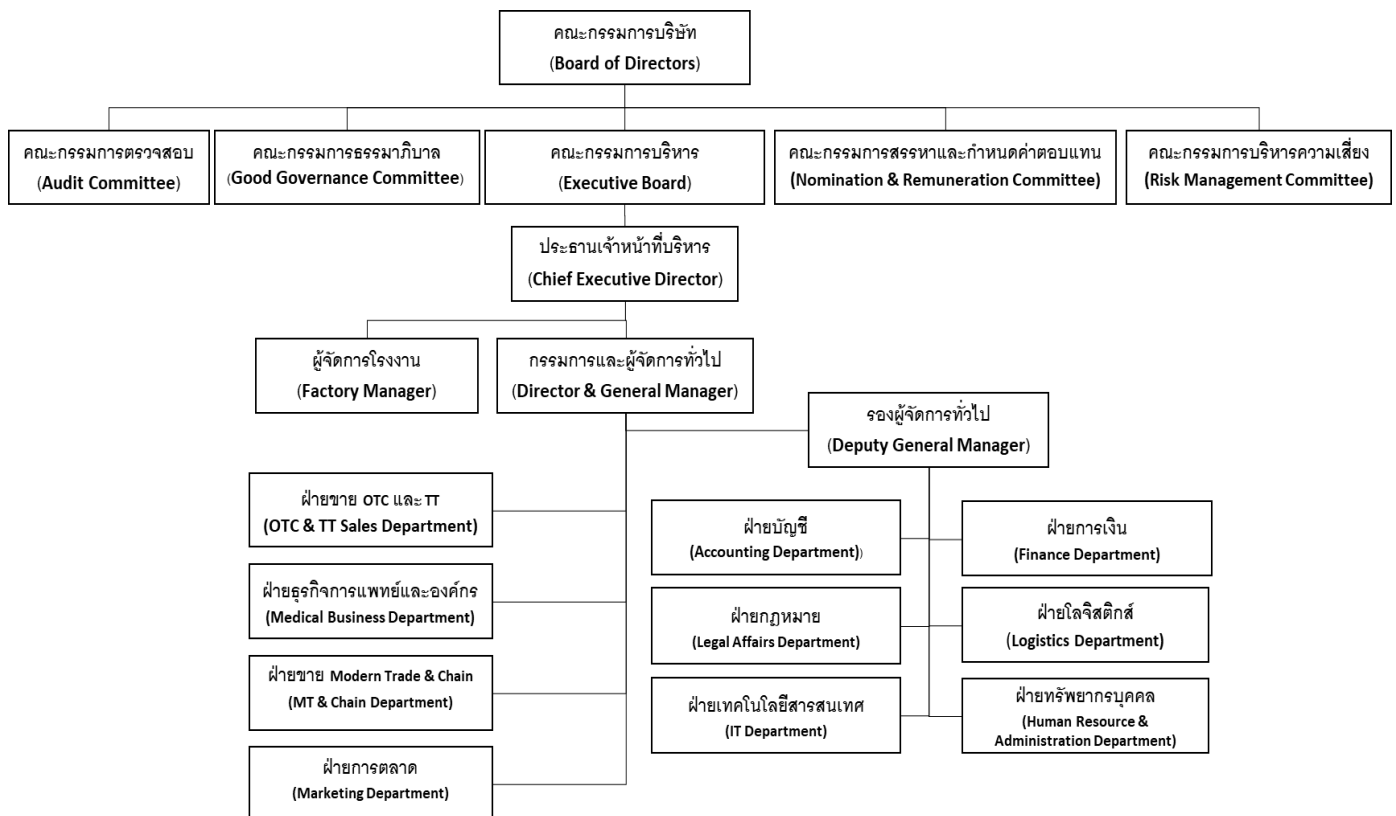 คณะกรรมการบริษัท
(Board of Directors)
คณะกรรมการตรวจสอบ
(Audit Committee)
คณะกรรมการธรรมาภิบาล
(Good Governance Committee)
คณะกรรมการบริหาร
(Executive Board)
คณะกรรมการสรรหาและกำหนดค่าตอบแทน
(Nomination & Remuneration Committee)
คณะกรรมการบริหารความเสี่ยง
(Risk Management Committee)
ประธานเจ้าหน้าที่บริหาร
(Chief Executive Director)
ผู้จัดการโรงงาน
(Factory Manager)
กรรมการและผู้จัดการทั่วไป
(Director & General Manager)
รองผู้จัดการทั่วไป
(Deputy General Manager)
ฝ่ายขาย OTC และ TT
(OTC & TT Sales Department)
ฝ่ายธุรกิจการแพทย์และองค์กร
(Medical Business Department)
ฝ่ายขาย Modern Trade & Chain
(MT & Chain Department)
ฝ่ายการตลาด
(Marketing Department)
ฝ่ายบัญชี
(Accounting Department))
ฝ่ายการเงิน
(Finance Department)
ฝ่ายกฎหมาย
(Legal Affairs Department)
ฝ่ายโลจิสติกส์
(Logistics Department)
ฝ่ายเทคโนโลยีสารสนเทศ
(IT Department)
ฝ่ายทรัพยากรบุคคล
(Human Resource &
Administration Department)